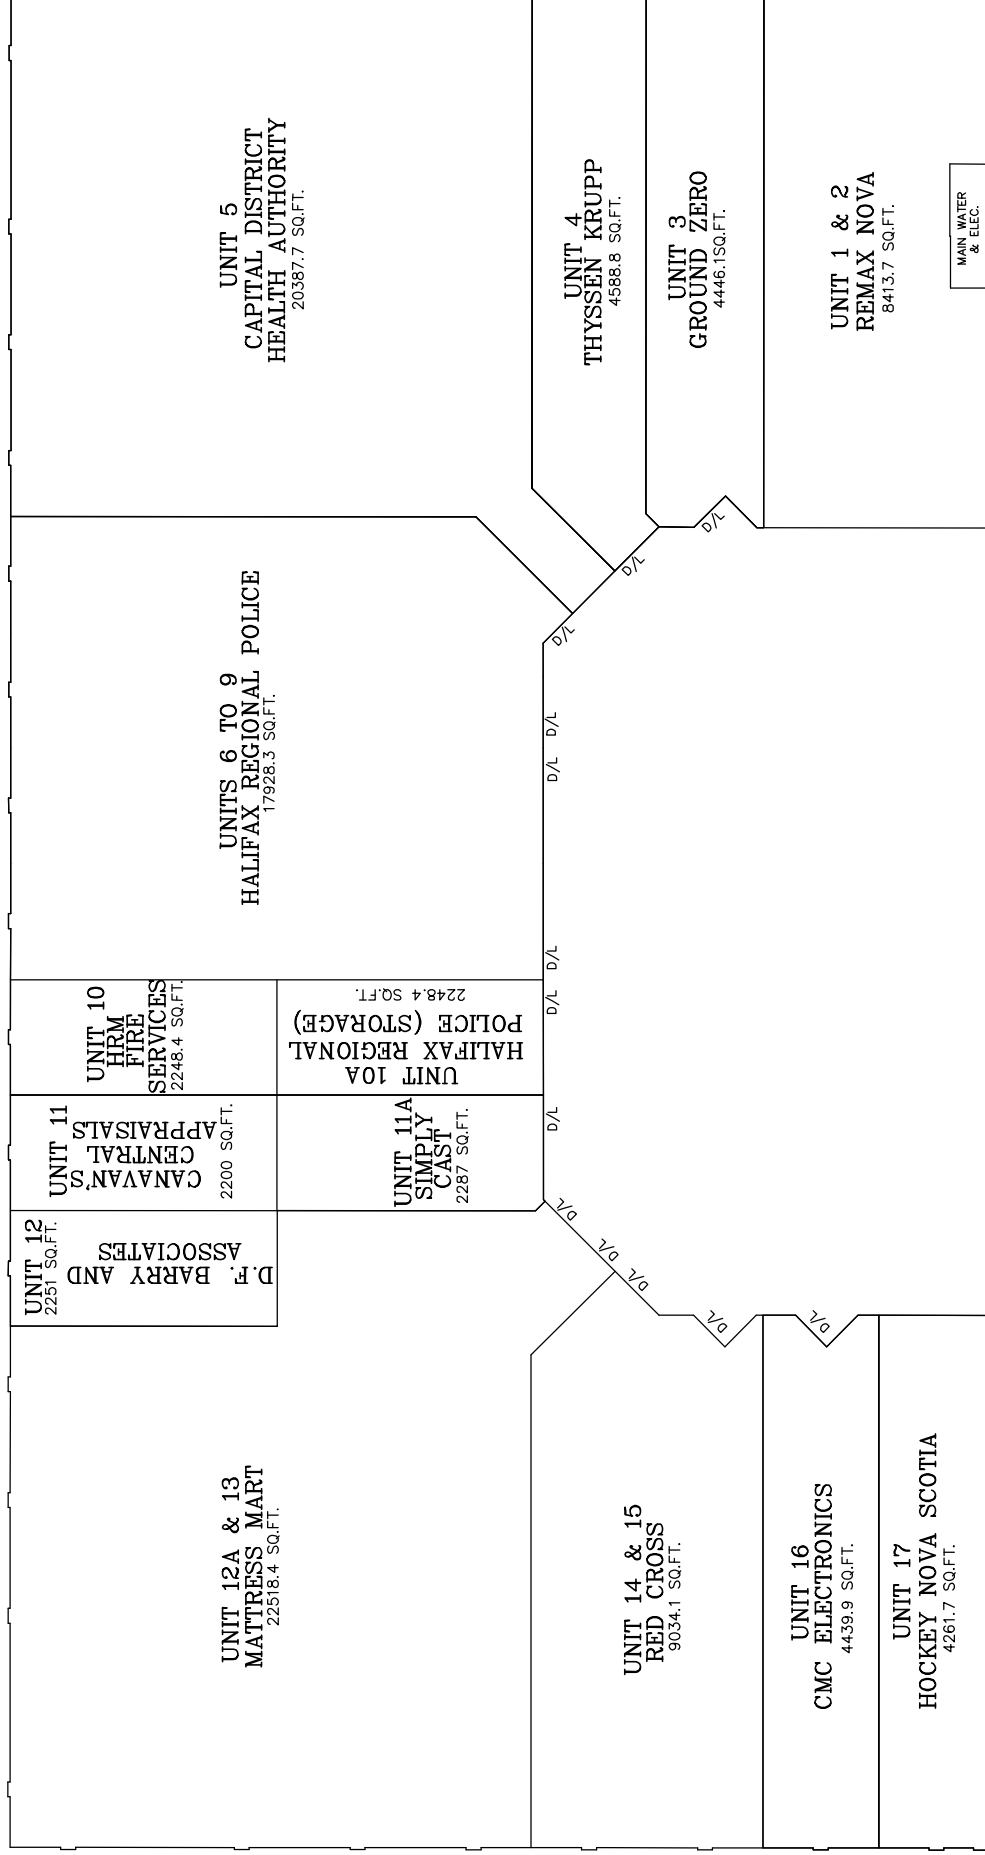 UNIT 5
CAPITAL DISTRICT
HEALTH AUTHORITY
20387.7 SQ.FT.
UNIT 4
THYSSEN KRUPP
4588.8 SQ.FT.
UNIT 3
GROUND ZERO
4446.1SQ.FT.
UNIT 1 & 2
REMAX NOVA
8413.7 SQ.FT.
MAIN WATER
& ELEC.
D/L
D/L
D/L
UNITS 6 TO 9
HALIFAX REGIONAL POLICE
17928.3 SQ.FT.
D/L
D/L
D/L
D/L
D/L
UNIT 10
HRM
FIRE
SERVICES
2248.4 SQ.FT.
UNIT 10A
HALIFAX REGIONAL
POLICE (STORAGE)
2248.4 SQ.FT.
UNIT 11
CANAVAN'S
CENTRAL
APPRAISALS
2200 SQ.FT.
UNIT 11A
SIMPLY
CAST
2287 SQ.FT.
UNIT 12
2251 SQ.FT.
D.F. BARRY AND
ASSOCIATES
D/L
D/L
D/L
D/L
D/L
UNIT 12A & 13
MATTRESS MART
22518.4 SQ.FT.
UNIT 14 & 15
RED CROSS
9034.1 SQ.FT.
UNIT 16
CMC ELECTRONICS
4439.9 SQ.FT.
UNIT 17
HOCKEY NOVA SCOTIA
4261.7 SQ.FT.